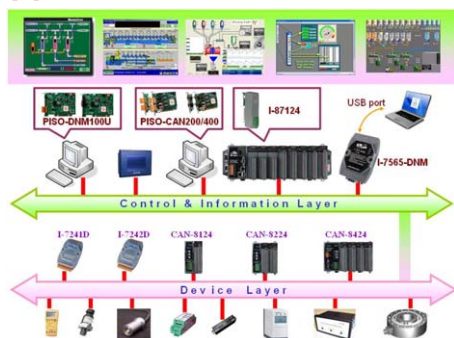 PISO-DNM100U
PISO-CAN200/400
I-87124
USB port
I-7565-DNM
Control & Information Layer
I-7241D
I-7242D
CAN-8124
CAN-8224
CAN-8424
Device Layer